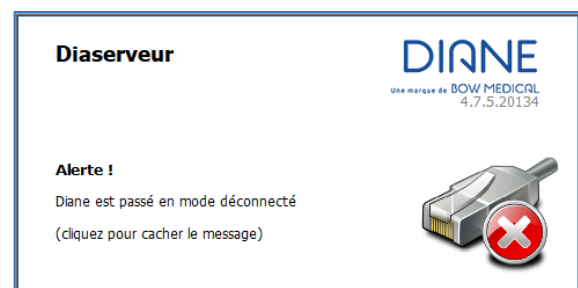 Diaserveur
DIANE
Une marque de BOW MEDICAL
4.7.5.20134
Alerte !
Diane est passé en mode déconnecté
(cliquez pour cacher le message)